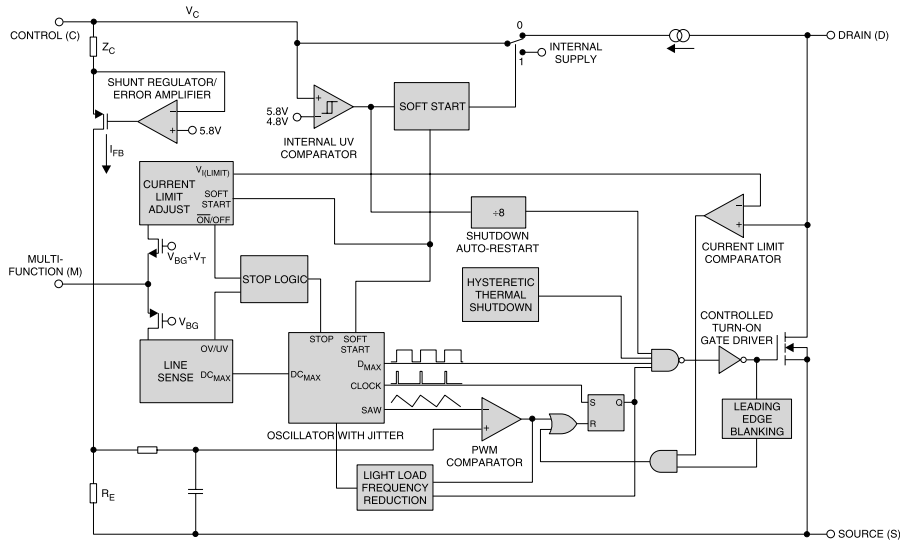 V_C
0
CONTROL (C)
DRAIN (D)
Z_C
INTERNAL
SUPPLY
1
SHUNT REGULATOR/
ERROR AMPLIFIER
-
+
5.8V
I_FB
+
-
5.8V
4.8V
INTERNAL UV
COMPARATOR
SOFT START
CURRENT
LIMIT
ADJUST
V_I(LIMIT)
SOFT
START
ON/OFF
÷8
SHUTDOWN
AUTO-RESTART
-
+
CURRENT LIMIT
COMPARATOR
V_BG+V_T
MULTI-
FUNCTION (M)
STOP LOGIC
HYSTERETIC
THERMAL
SHUTDOWN
V_BG
CONTROLLED
TURN-ON
GATE DRIVER
LINE
SENSE
OV/UV
DC_MAX
STOP
SOFT
START
DC_MAX
D_MAX
CLOCK
SAW
OSCILLATOR WITH JITTER
-
+
PWM
COMPARATOR
S
Q
R
LEADING
EDGE
BLANKING
LIGHT LOAD
FREQUENCY
REDUCTION
R_E
SOURCE (S)